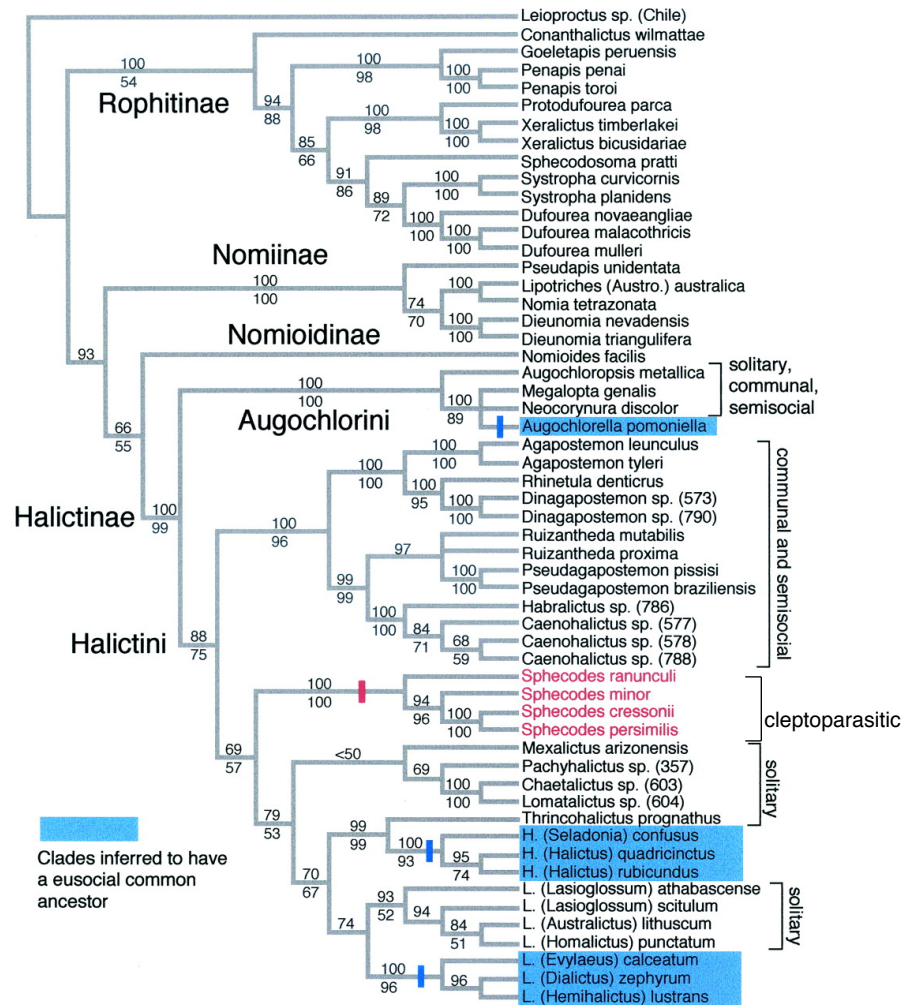 Leioproctus sp. (Chile)
Conanthalictus wilmattae
Goeletapis peruensis
100
98
100
54
Penapis penai
100
100
Penapis toroi
Rophitinae
94
88
Protodufourea parca
100
98
Xeralictus timberlakei
100
100
Xeralictus bicusidariae
85
66
Sphecodosoma pratti
91
86
Systropha curvicornis
100
100
Systropha planidens
89
72
Dufourea novaeangliae
100
100
Dufourea malacothricis
100
100
Dufourea mulleri
Nomiinae
Pseudapis unidentata
100
100
Lipotriches (Austro.) australica
100
Nomia tetrazonata
74
70
Dieunomia nevadensis
100
100
Dieunomia triangulifera
Nomioidinae
93
Nomioides facilis
Augochloropsis metallica
solitary,
communal,
semisocial
100
100
Megalopta genalis
100
89
Neocorynura discolor
Augochlorini
Augochlorella pomoniella
66
55
Agapostemon leunculus
100
100
Agapostemon tyleri
100
100
Rhinetula denticrus
100
95
Dinagapostemon sp. (573)
100
100
Dinagapostemon sp. (790)
communal and semisocial
Halictinae
100
99
100
96
Ruizantheda mutabilis
97
Ruizantheda proxima
Pseudagapostemon pissisi
100
100
Pseudagapostemon braziliensis
99
99
Habralictus sp. (786)
100
100
Caenohalictus sp. (577)
84
71
Caenohalictus sp. (578)
68
59
Caenohalictus sp. (788)
Halictini
88
75
Sphecodes ranunculi
100
100
Sphecodes minor
94
96
Sphecodes cressonii
100
100
Sphecodes persimilis
cleptoparasitic
69
57
Mexalictus arizonensis
<50
Pachyhalictus sp. (357)
69
Chaetalictus sp. (603)
100
100
Lomatalictus sp. (604)
solitary
79
53
Thrincohalictus prognathus
99
99
H. (Seladonia) confusus
100
93
H. (Halictus) quadricinctus
95
74
H. (Halictus) rubicundus
Clades inferred to have
a eusocial common
ancestor
70
67
L. (Lasioglossum) athabascense
93
52
L. (Lasioglossum) scitulum
94
L. (Australictus) lithuscum
84
51
L. (Homalictus) punctatum
solitary
74
L. (Evylaeus) calceatum
100
96
L. (Dialictus) zephyrum
96
L. (Hemihalictus) lustrans